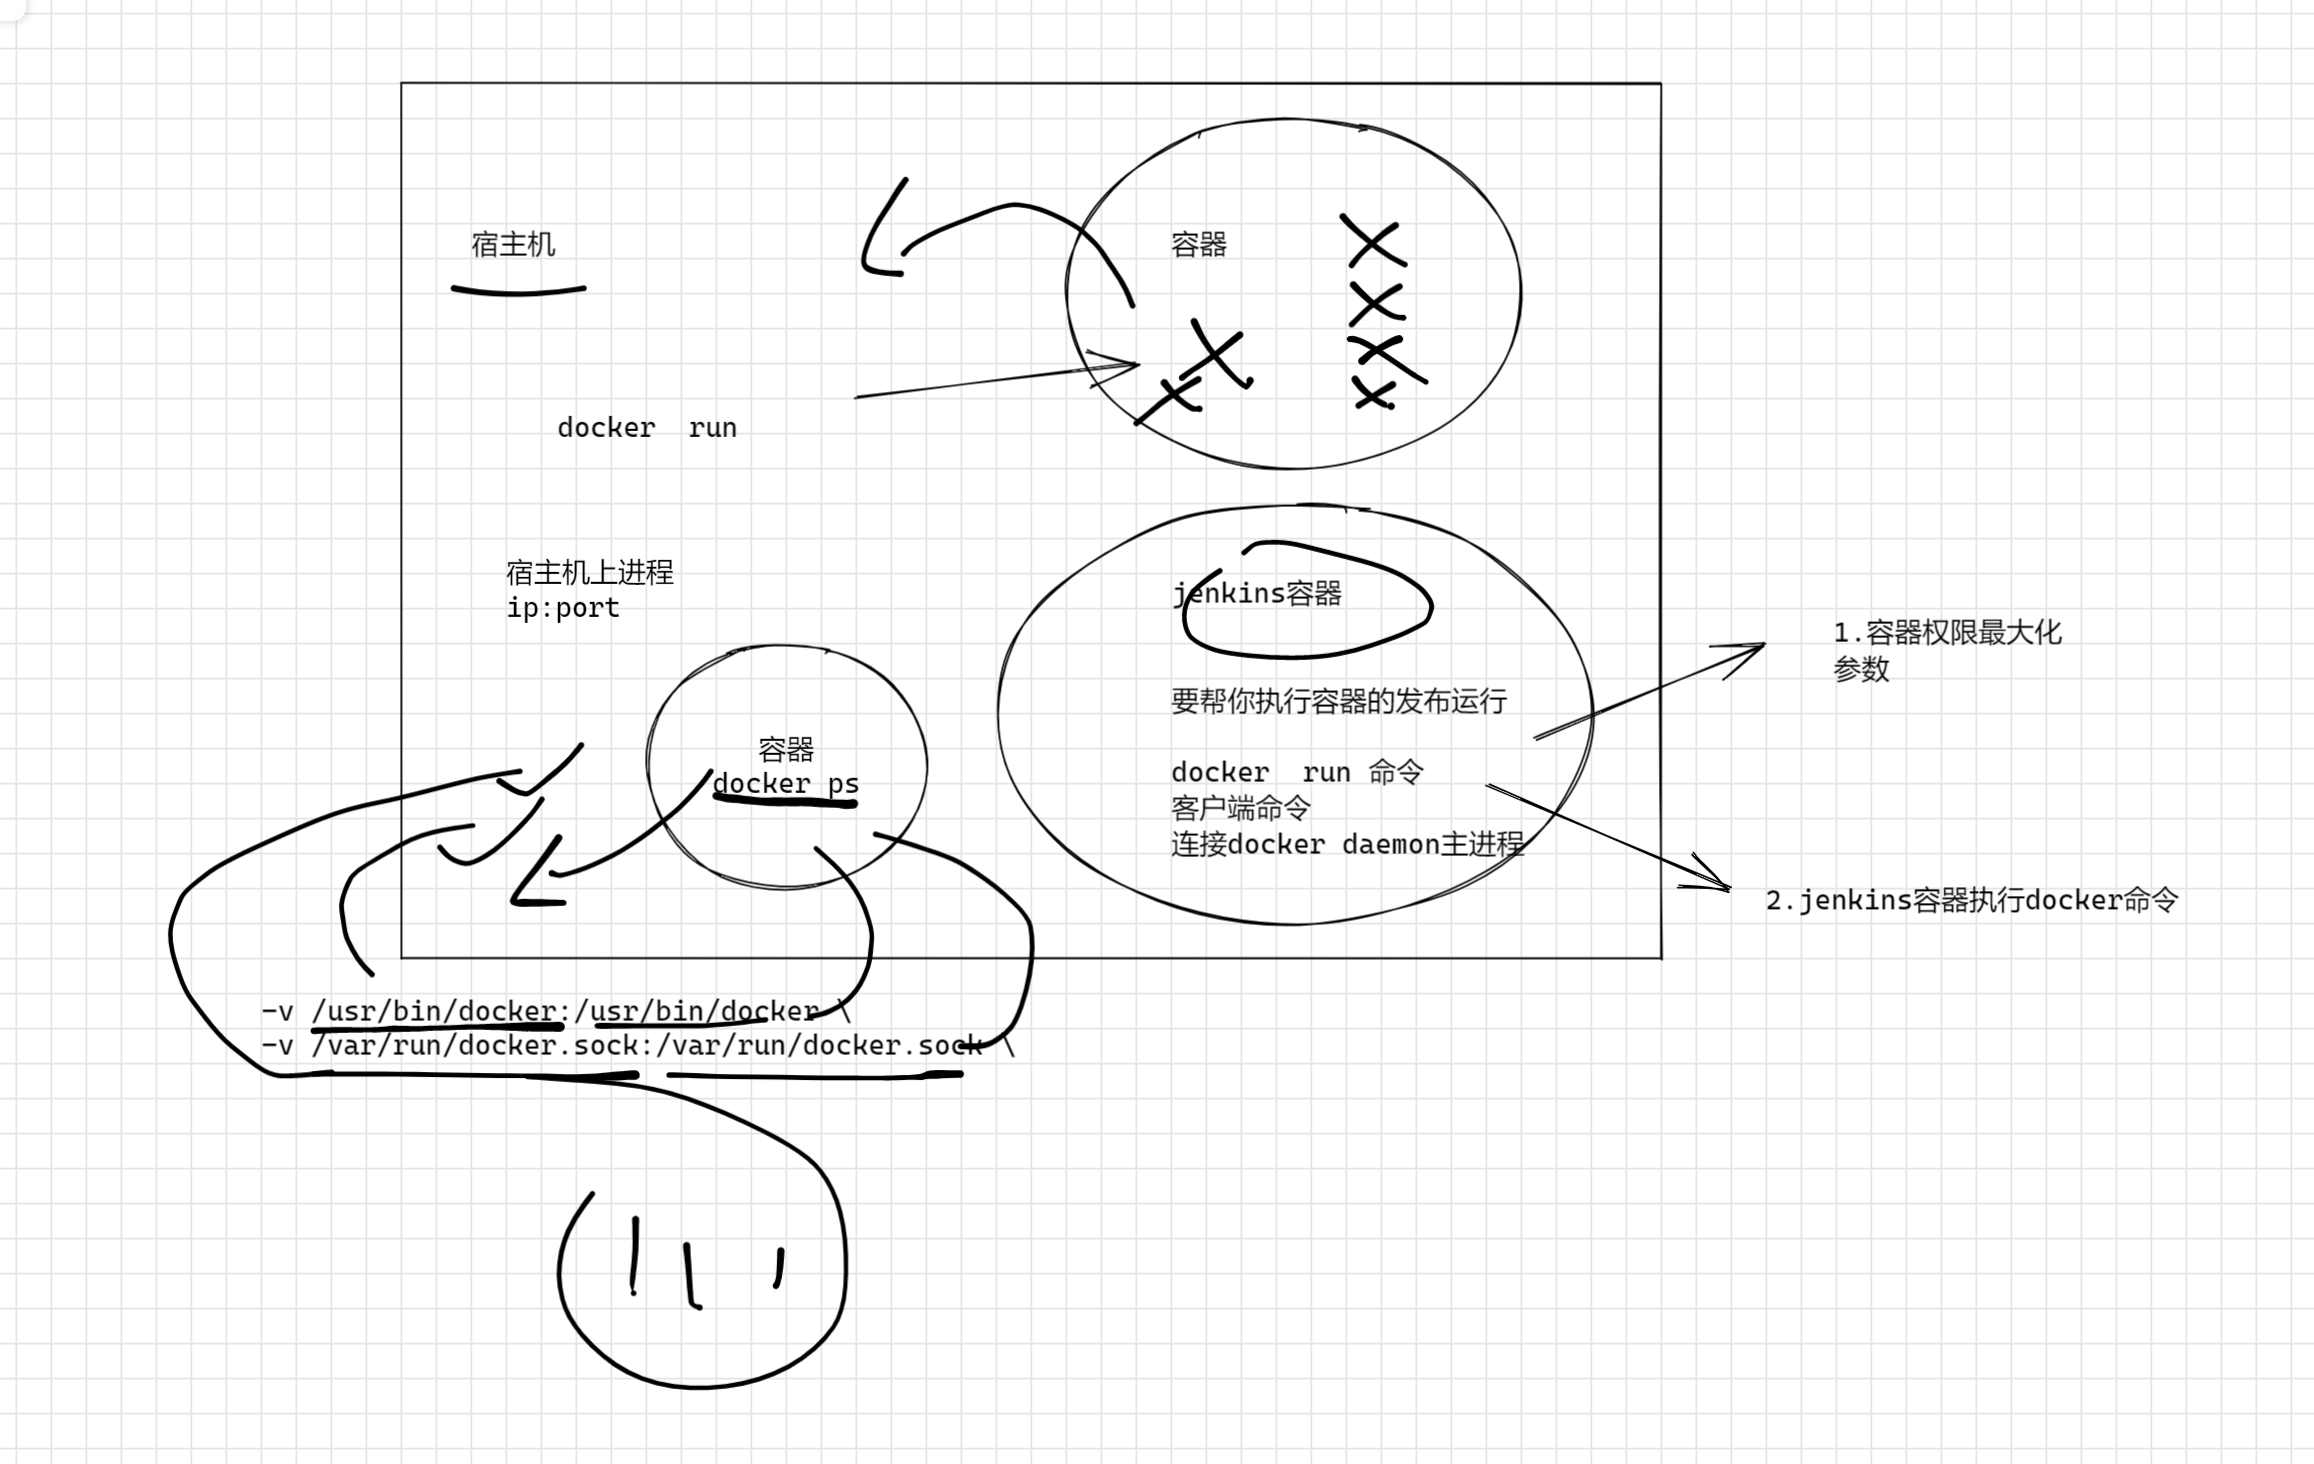 宿主机
容器
docker  run
宿主机上进程
ip:port
jenkins容器
要帮你执行容器的发布运行
docker  run 命令
客户端命令
连接docker daemon主进程
容器
docker ps
1.容器权限最大化
参数
2.jenkins容器执行docker命令
-v /usr/bin/docker:/usr/bin/docker \
-v /var/run/docker.sock:/var/run/docker.sock \